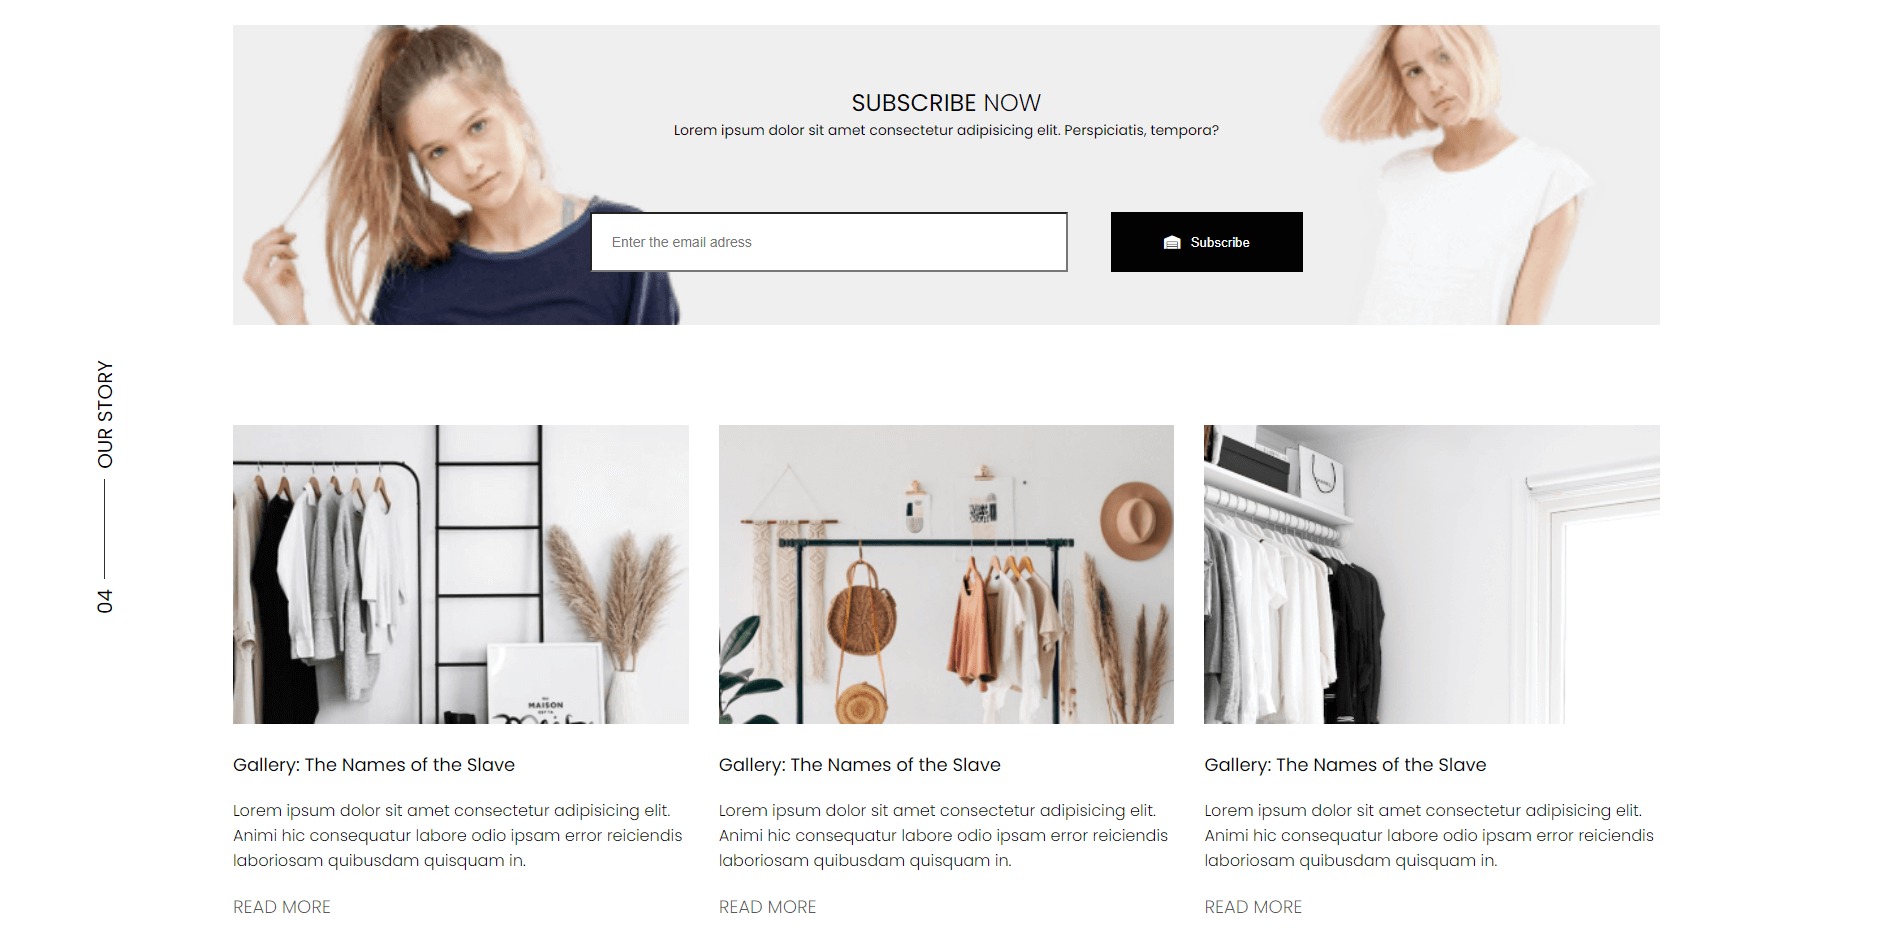 SUBSCRIBE NOW
Lorem ipsum dolor sit amet consectetur adipisicing elit. Perspiciatis, tempora?
Enter the email adress
Subscribe
OUR STORY
04
MAISON
Gallery: The Names of the Slave
Lorem ipsum dolor sit amet consectetur adipisicing elit.
Animi hic consequatur labore odio ipsam error reiciendis
laboriosam quibusdam quisquam in.
READ MORE
Gallery: The Names of the Slave
Lorem ipsum dolor sit amet consectetur adipisicing elit.
Animi hic consequatur labore odio ipsam error reiciendis
laboriosam quibusdam quisquam in.
READ MORE
Gallery: The Names of the Slave
Lorem ipsum dolor sit amet consectetur adipisicing elit.
Animi hic consequatur labore odio ipsam error reiciendis
laboriosam quibusdam quisquam in.
READ MORE